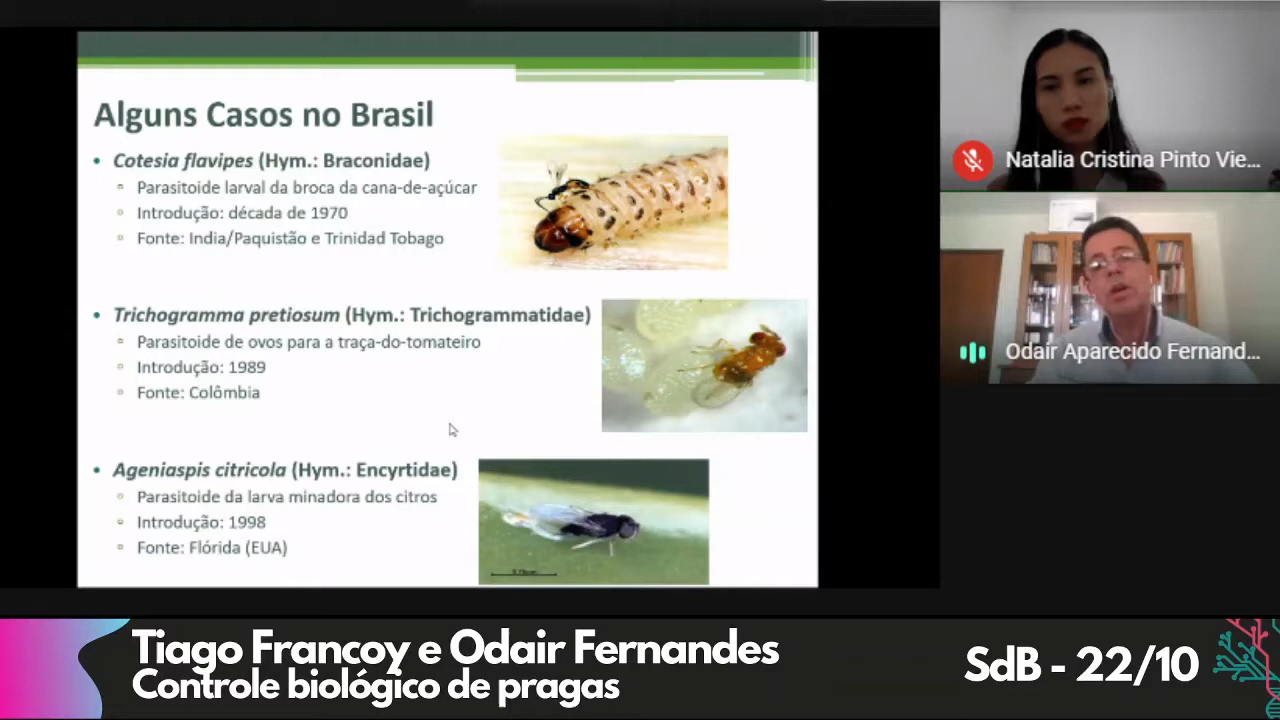 Alguns Casos no Brasil
• Cotesia flavipes (Hym.: Braconidae)
▫ Parasitoide larval da broca da cana-de-açúcar
▫ Introdução: década de 1970
▫ Fonte: India/Paquistão e Trinidad Tobago
• Trichogramma pretiosum (Hym.: Trichogrammatidae)
▫ Parasitoide de ovos para a traça-do-tomateiro
▫ Introdução: 1989
▫ Fonte: Colômbia
• Ageniaspis citricola (Hym.: Encyrtidae)
▫ Parasitoide da larva minadora dos citros
▫ Introdução: 1998
▫ Fonte: Flórida (EUA)
Natalia Cristina Pinto Vie...
Odair Aparecido Fernand...
Tiago Francoy e Odair Fernandes
Controle biológico de pragas
SdB - 22/10